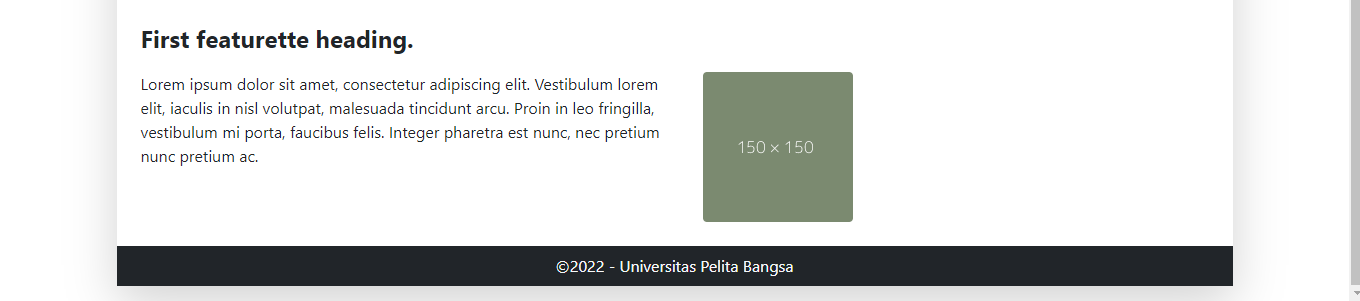 First featurette heading.
Lorem ipsum dolor sit amet, consectetur adipiscing elit. Vestibulum lorem
elit, iaculis in nisl volutpat, malesuada tincidunt arcu. Proin in leo fringilla,
vestibulum mi porta, faucibus felis. Integer pharetra est nunc, nec pretium
nunc pretium ac.
150 × 150
©2022 - Universitas Pelita Bangsa